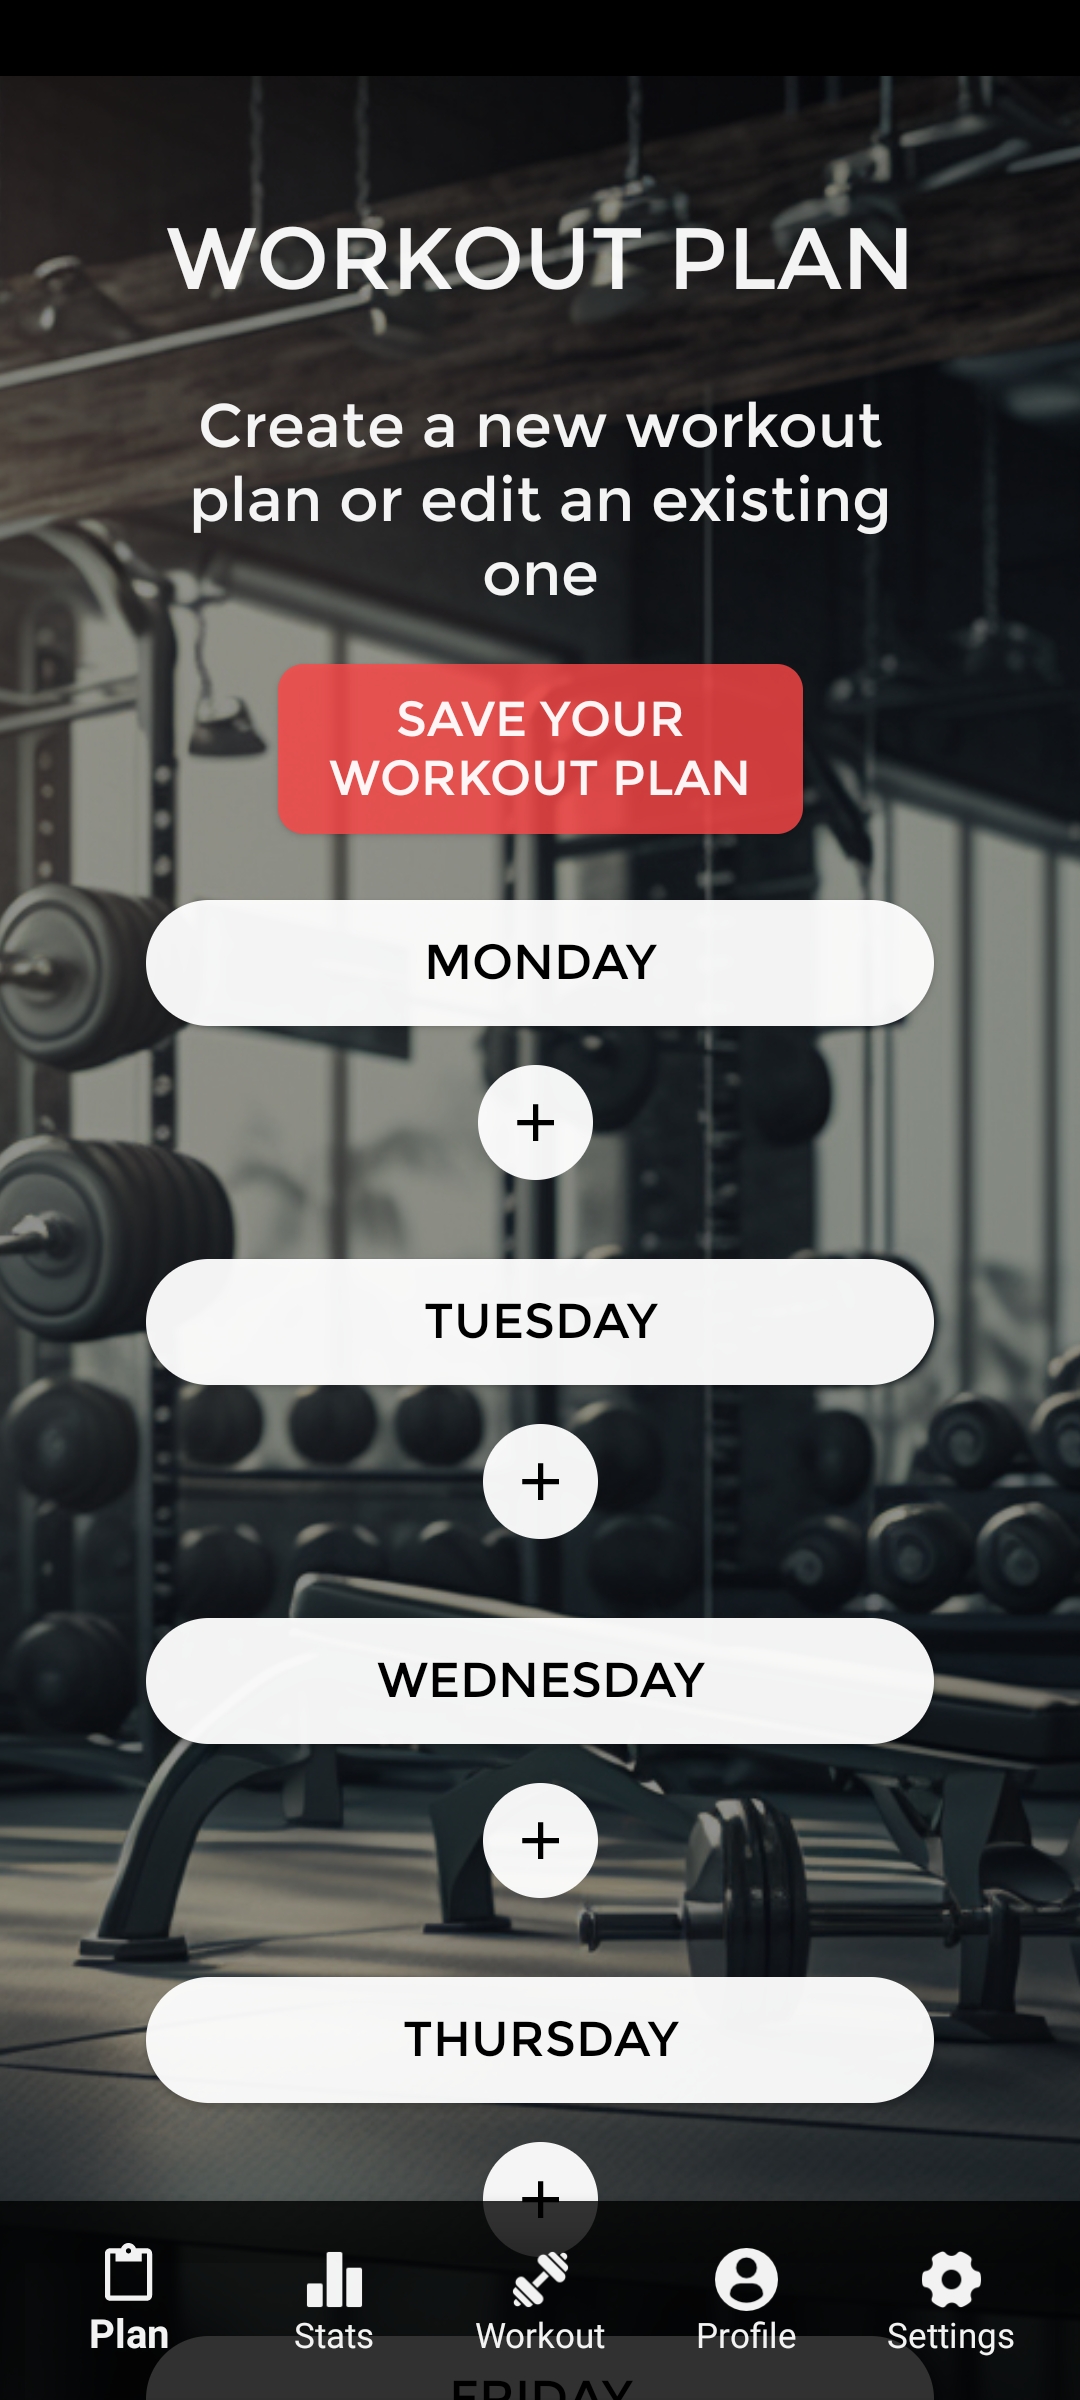 WORKOUT PLAN
Create a new workout
plan or edit an existing
one
SAVE YOUR
WORKOUT PLAN
MONDAY
+
TUESDAY
+
WEDNESDAY
+
THURSDAY
+
Plan
Stats
Workout
Profile
Settings
FRIDAY